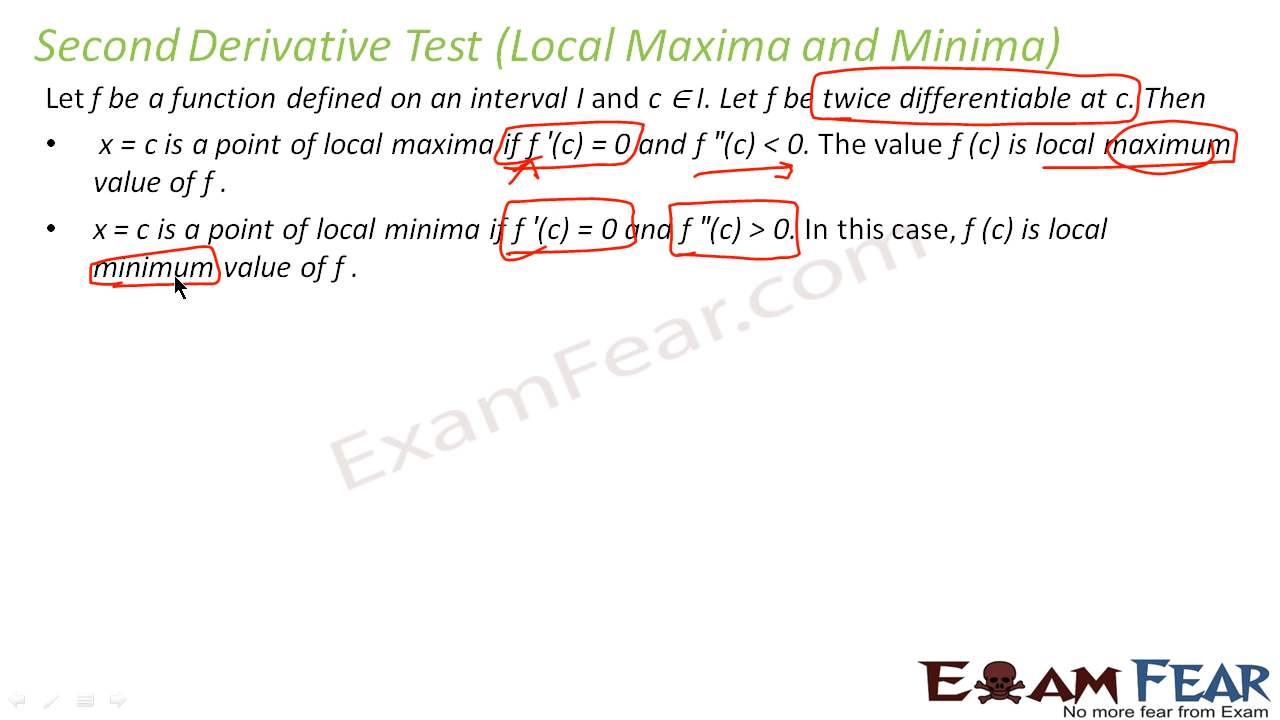 Second Derivative Test (Local Maxima and Minima)
Let f be a function defined on an interval I and c ∈ I. Let f be twice differentiable at c. Then
• x = c is a point of local maxima if f '(c) = 0 and f "(c) < 0. The value f (c) is local maximum
value of f .
• x = c is a point of local minima if f '(c) = 0 and f "(c) > 0. In this case, f (c) is local
minimum value of f .
ExamFear.com
EXAM FEAR
No more fear from Exam